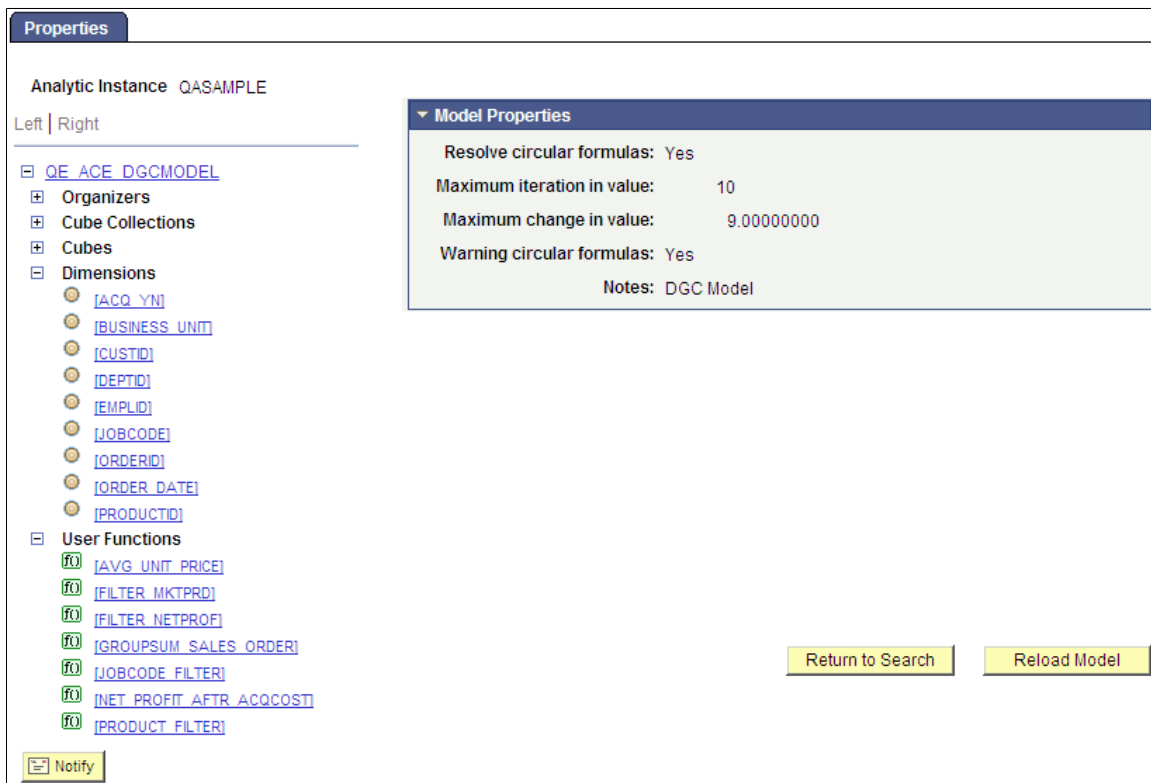 Properties
Analytic Instance QASAMPLE
Left | Right
QE_ACE_DGCMODEL
Organizers
Cube Collections
Cubes
Dimensions
[ACQ_YN]
[BUSINESS_UNIT]
[CUSTID]
[DEPTID]
[EMPLID]
[JOBCODE]
[ORDERID]
[ORDER_DATE]
[PRODUCTID]
User Functions
f() [AVG_UNIT_PRICE]
f() [FILTER_MKTPRD]
f() [FILTER_NETPROF]
f() [GROUPSUM_SALES_ORDER]
f() [JOBCODE_FILTER]
f() [NET_PROFIT_AFTR_ACQCOST]
f() [PRODUCT_FILTER]
Notify
Model Properties
Resolve circular formulas: Yes
Maximum iteration in value: 10
Maximum change in value: 9.00000000
Warning circular formulas: Yes
Notes: DGC Model
Return to Search Reload Model